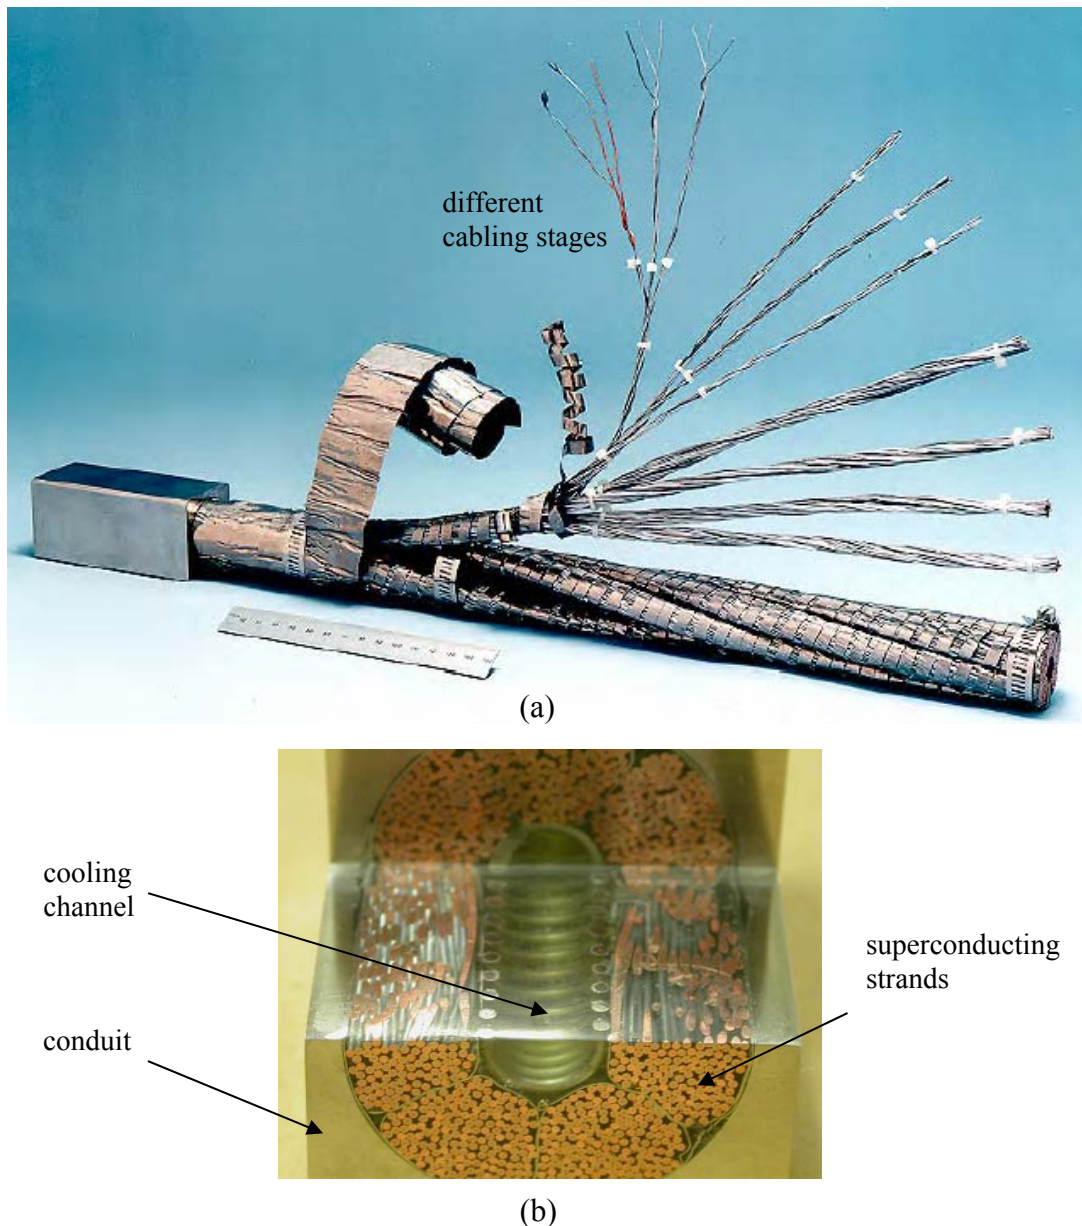 different
cabling stages
(a)
cooling
channel
superconducting
strands
conduit
(b)